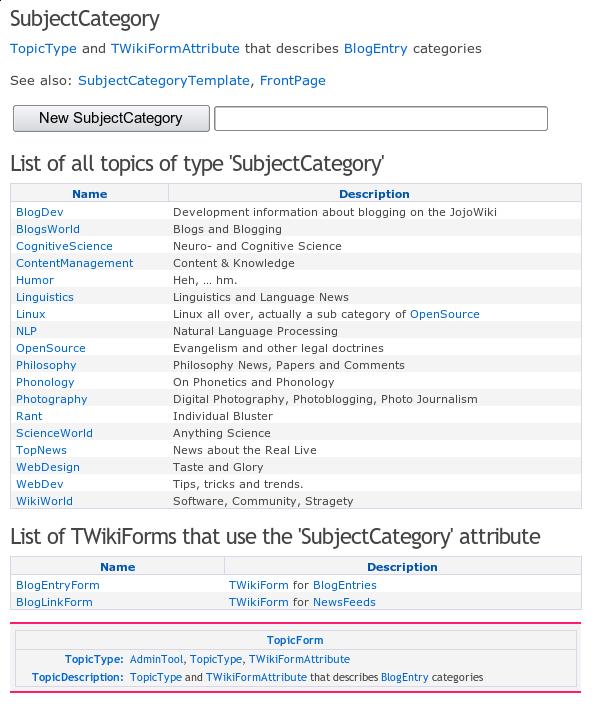 SubjectCategory
TopicType and TWikiFormAttribute that describes BlogEntry categories
See also: SubjectCategoryTemplate, FrontPage
New SubjectCategory
List of all topics of type 'SubjectCategory'
Name Description
BlogDev Development information about blogging on the JojoWiki
BlogsWorld Blogs and Blogging
CognitiveScience Neuro- and Cognitive Science
ContentManagement Content & Knowledge
Humor Heh, ... hm.
Linguistics Linguistics and Language News
Linux Linux all over, actually a sub category of OpenSource
NLP Natural Language Processing
OpenSource Evangelism and other legal doctrines
Philosophy Philosophy News, Papers and Comments
Phonology On Phonetics and Phonology
Photography Digital Photography, Photoblogging, Photo Journalism
Rant Individual Bluster
ScienceWorld Anything Science
TopNews News about the Real Live
WebDesign Taste and Glory
WebDev Tips, tricks and trends.
WikiWorld Software, Community, Stragety
List of TWikiForms that use the 'SubjectCategory' attribute
Name Description
BlogEntryForm TWikiForm for BlogEntries
BlogLinkForm TWikiForm for NewsFeeds
TopicForm
TopicType: AdminTool, TopicType, TWikiFormAttribute
TopicDescription: TopicType and TWikiFormAttribute that describes BlogEntry categories